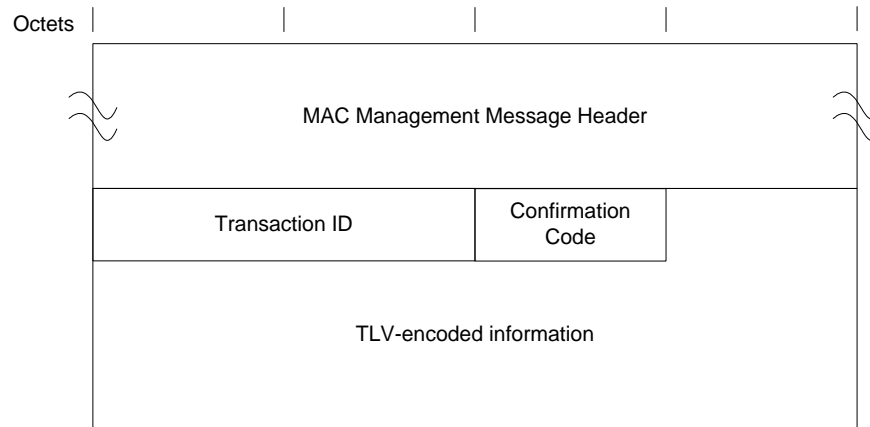 Octets
MAC Management Message Header
Transaction ID
Confirmation
Code
TLV-encoded information